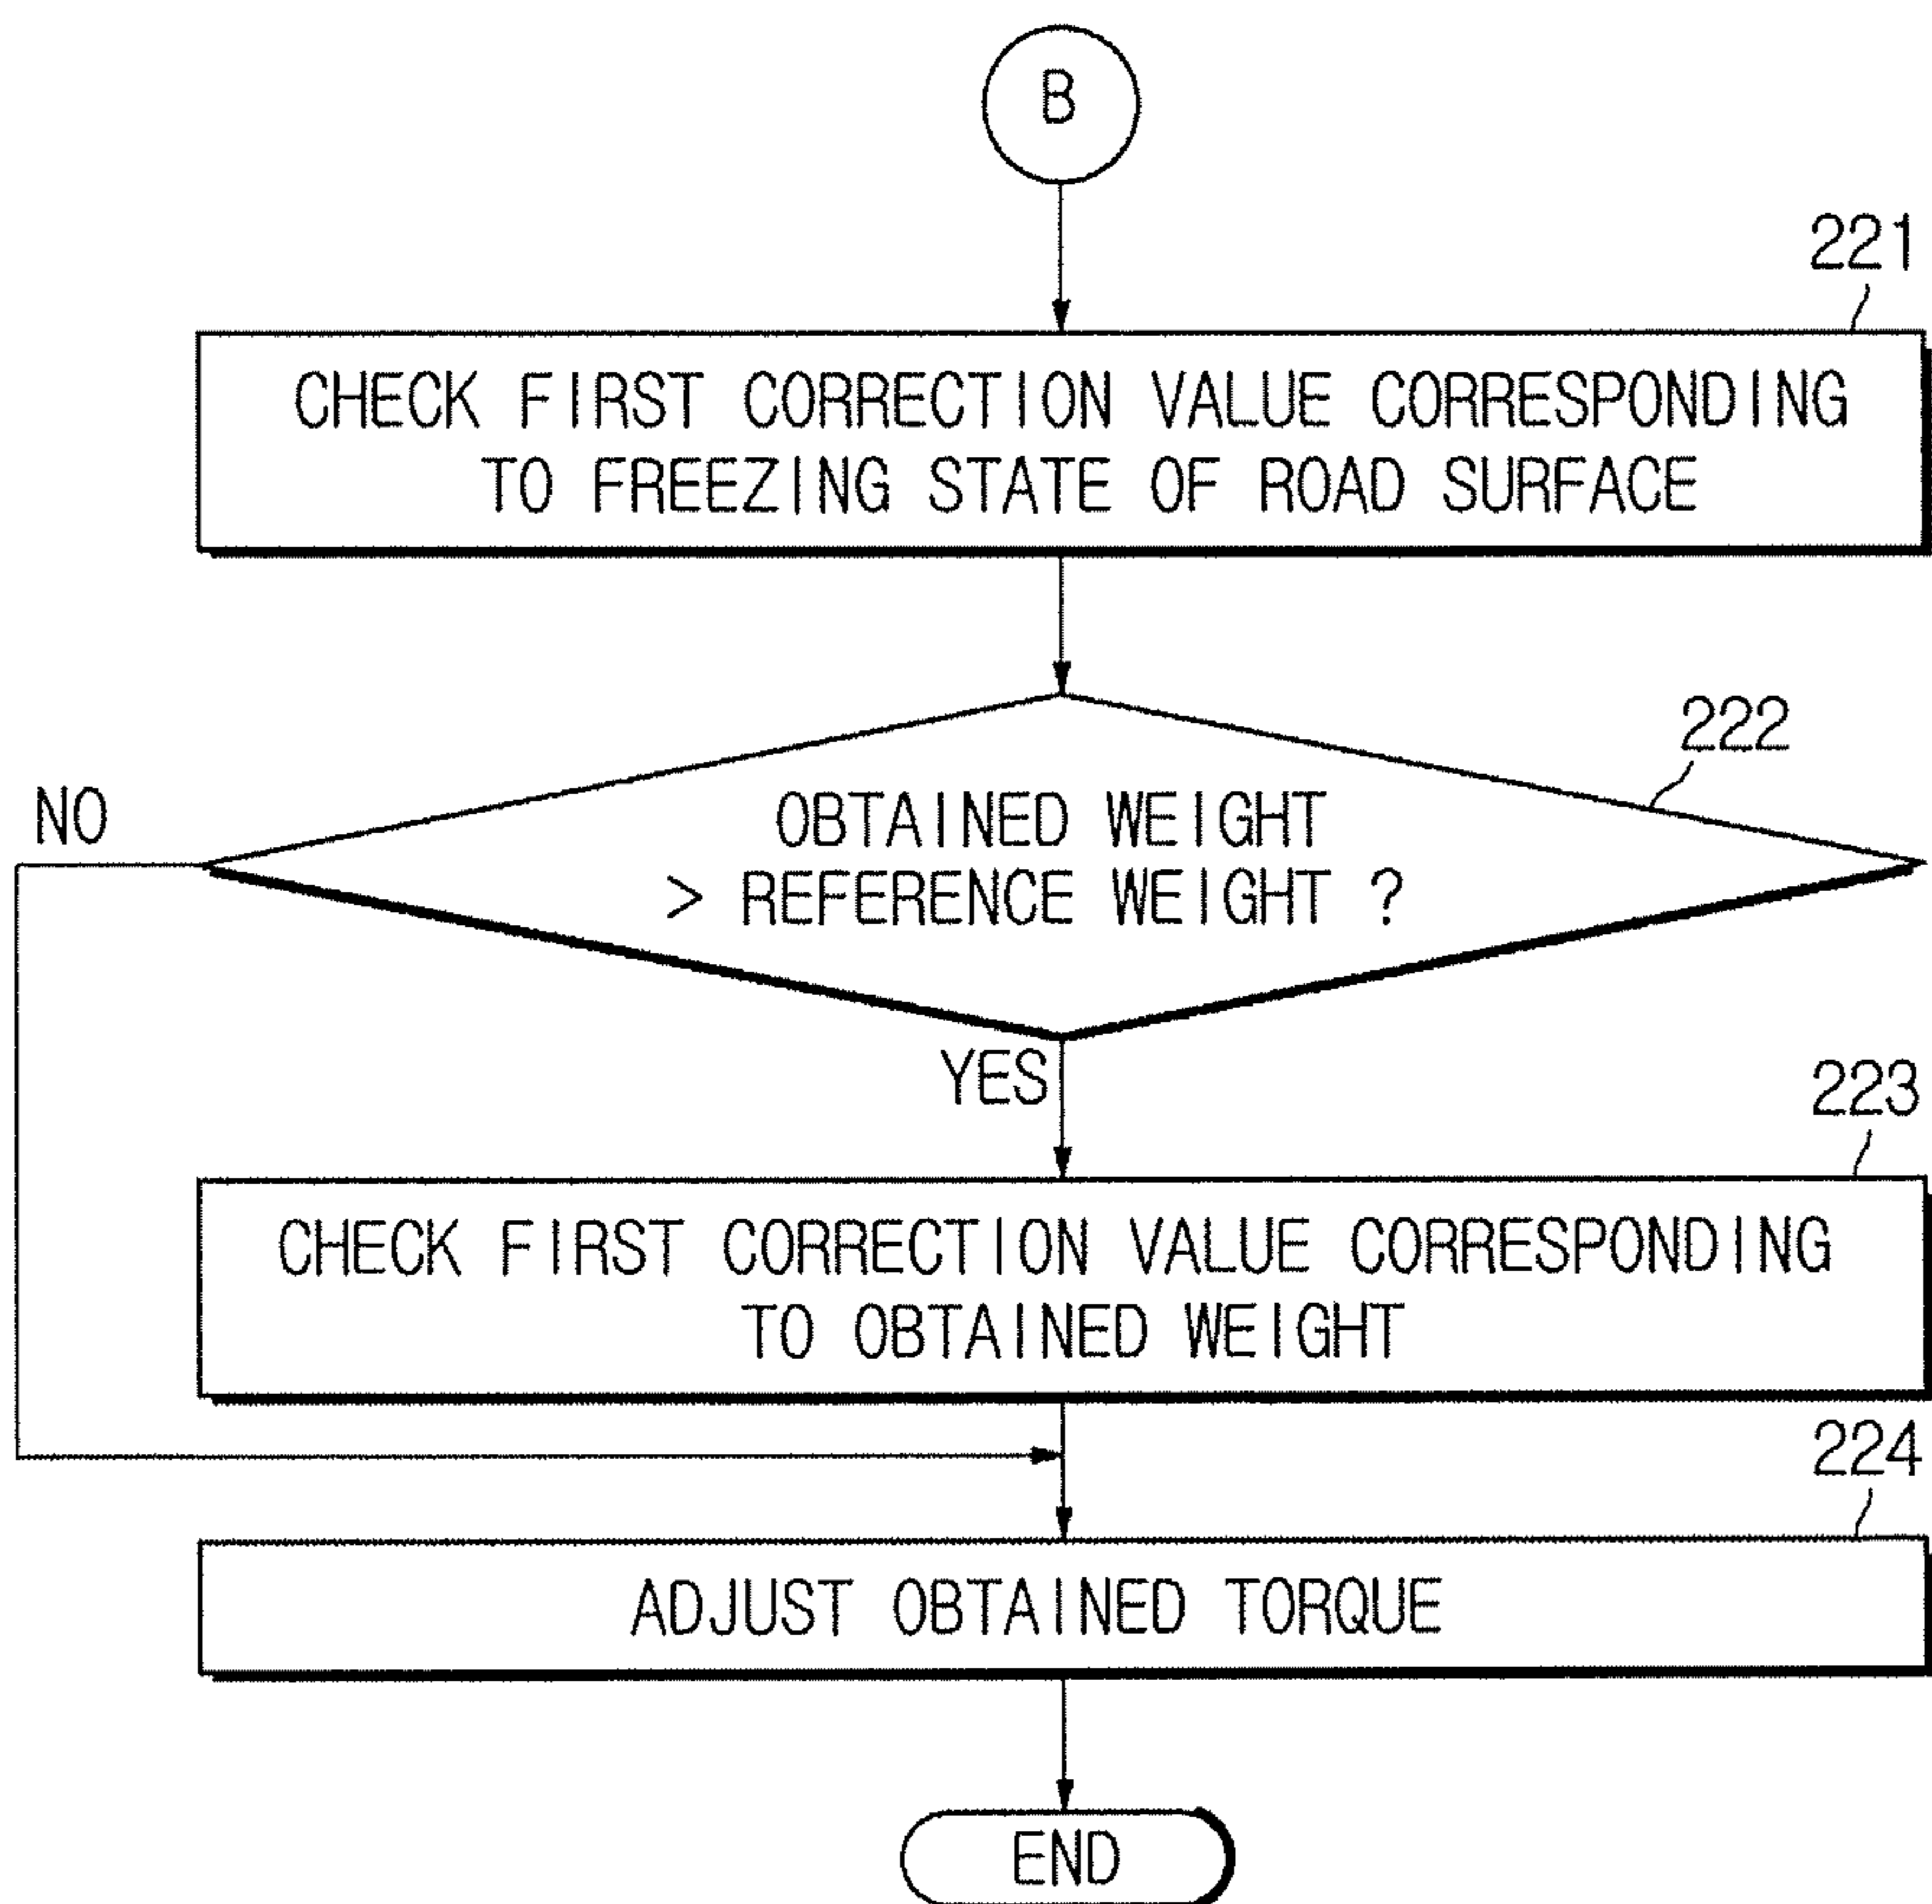 B
221
CHECK FIRST CORRECTION VALUE CORRESPONDING
TO FREEZING STATE OF ROAD SURFACE
222
NO
OBTAINED WEIGHT
> REFERENCE WEIGHT ?
YES
223
CHECK FIRST CORRECTION VALUE CORRESPONDING
TO OBTAINED WEIGHT
224
ADJUST OBTAINED TORQUE
END